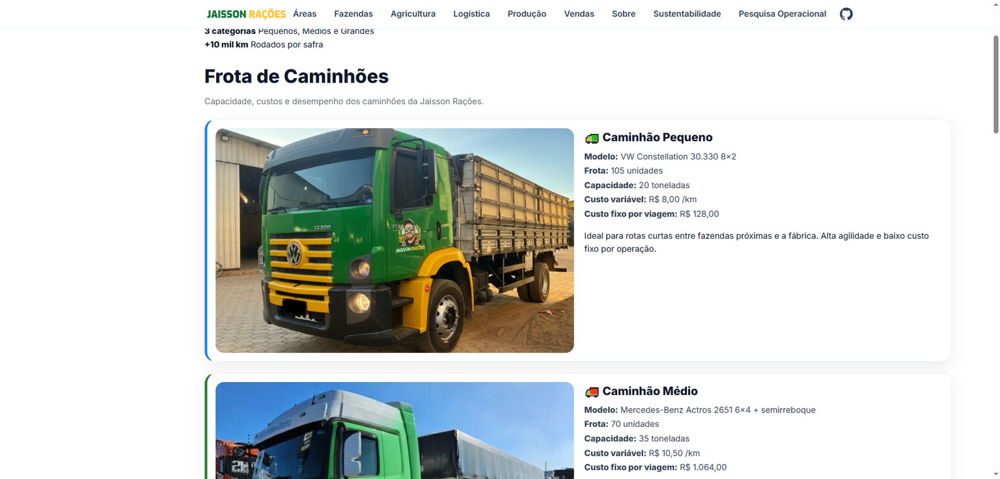 JAISSON RAÇÕES Áreas Fazendas Agricultura Logística Produção Vendas Sobre Sustentabilidade Pesquisa Operacional
3 categorias Pequenos, Médios e Grandes
+10 mil km Rodados por safra
Frota de Caminhões
Capacidade, custos e desempenho dos caminhões da Jaisson Rações.
JAISSON RAÇÕES
Caminhão Pequeno
Modelo: VW Constellation 30.330 8×2
Frota: 105 unidades
Capacidade: 20 toneladas
Custo variável: R$ 8,00 /km
Custo fixo por viagem: R$ 128,00
Ideal para rotas curtas entre fazendas próximas e a fábrica. Alta agilidade e baixo custo
fixo por operação.
Caminhão Médio
Modelo: Mercedes-Benz Actros 2651 6×4 + semirreboque
Frota: 70 unidades
Capacidade: 35 toneladas
Custo variável: R$ 10,50 /km
Custo fixo por viagem: R$ 1.064,00